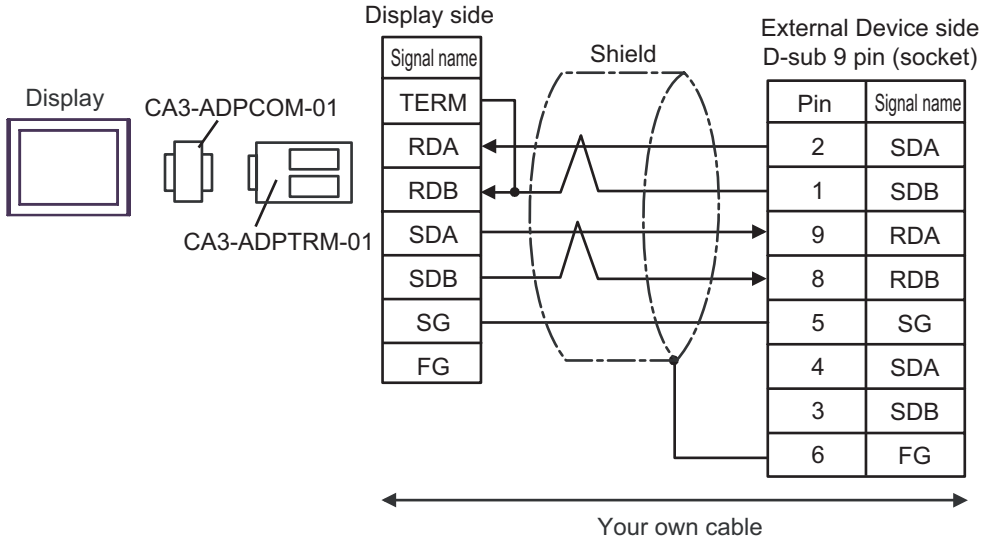 Display
CA3-ADPCOM-01
CA3-ADPTRM-01
Display side
Signal name
TERM
RDA
RDB
SDA
SDB
SG
FG
Shield
External Device side
D-sub 9 pin (socket)
Pin Signal name
2 SDA
1 SDB
9 RDA
8 RDB
5 SG
4 SDA
3 SDB
6 FG
Your own cable